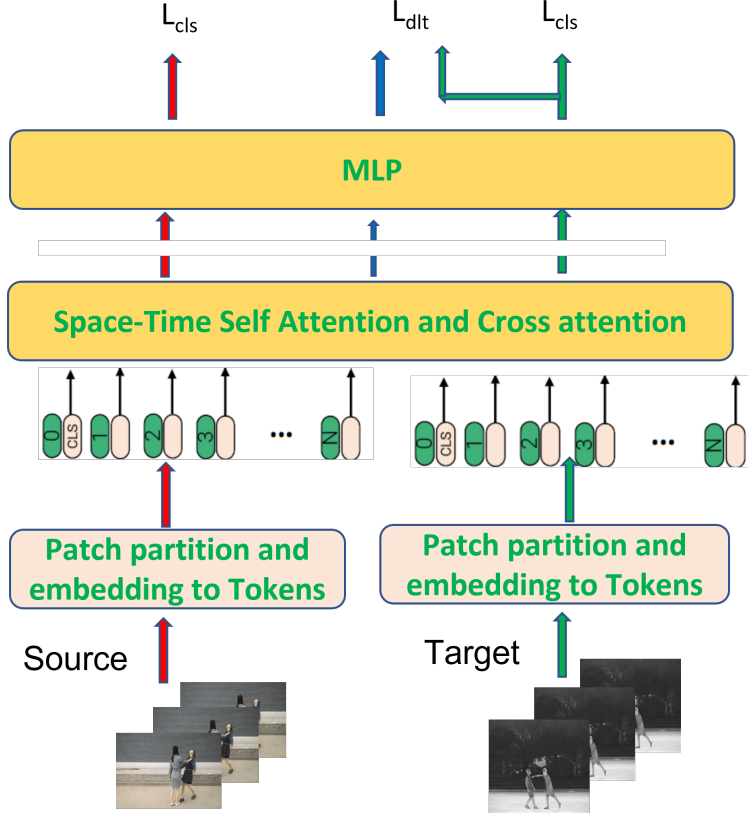 Lcls Ldlt Lcls
MLP
Space-Time Self Attention and Cross attention
0 CLS 1 2 3 ... N
0 CLS 1 2 3 ... N
Patch partition and
embedding to Tokens
Patch partition and
embedding to Tokens
Source
Target